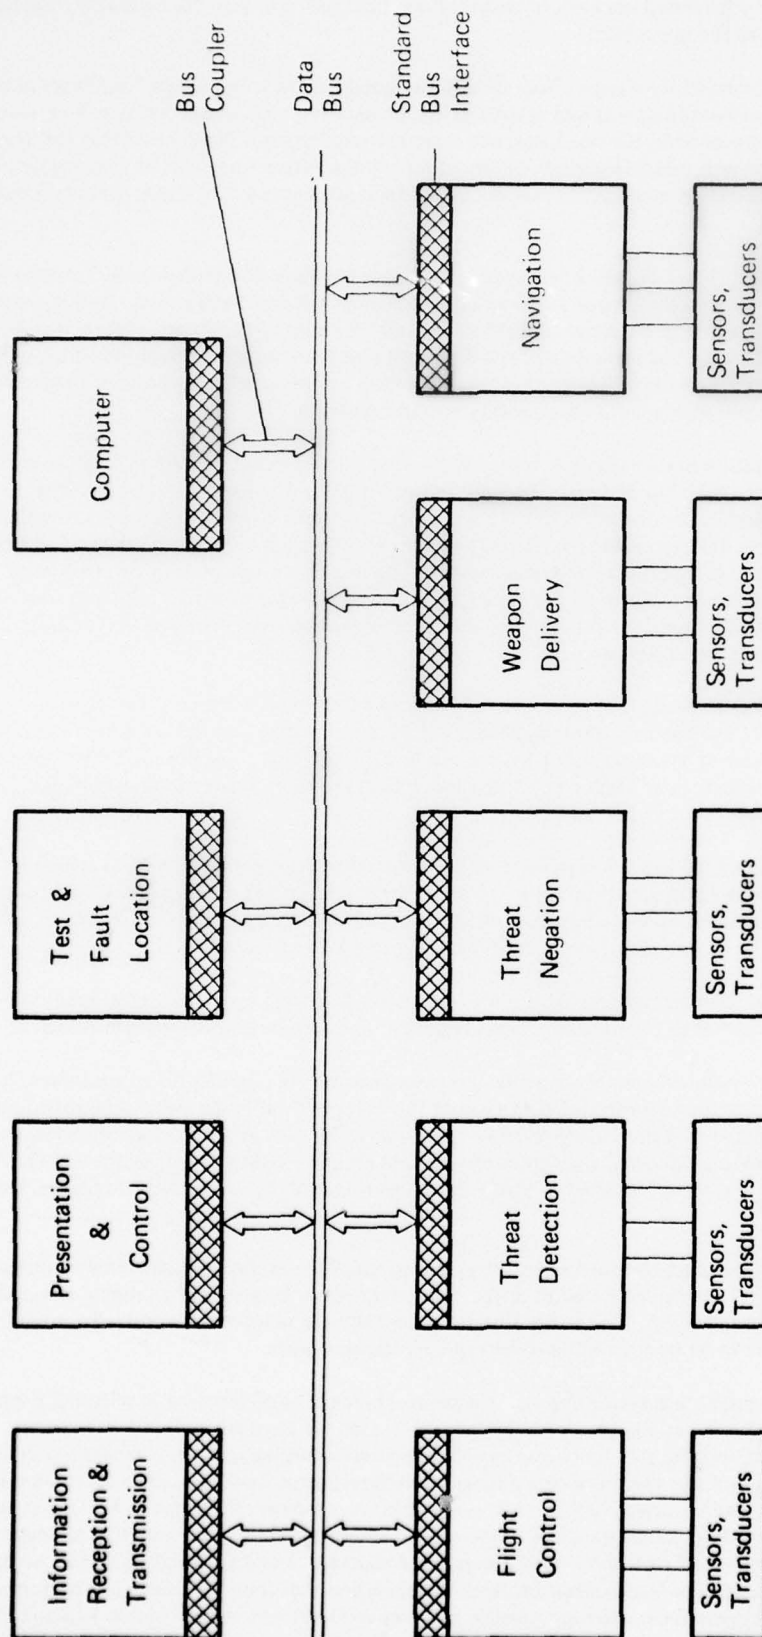 Information
Reception &
Transmission
Presentation
&
Control
Test &
Fault
Location
Computer
Bus
Coupler
Data
Bus
Standard
Bus
Interface
Flight
Control
Threat
Detection
Threat
Negation
Weapon
Delivery
Navigation
Sensors,
Transducers
Sensors,
Transducers
Sensors,
Transducers
Sensors,
Transducers
Sensors,
Transducers